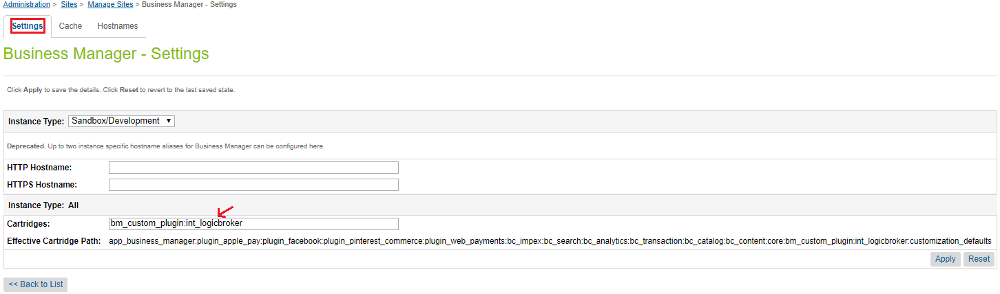 Administration > Sites > Manage Sites > Business Manager - Settings
Settings Cache Hostnames
Business Manager - Settings
Click Apply to save the details. Click Reset to revert to the last saved state.
Instance Type: Sandbox/Development
Deprecated. Up to two instance specific hostname aliases for Business Manager can be configured here.
HTTP Hostname:
HTTPS Hostname:
Instance Type: All
Cartridges: bm_custom_plugin:int_logicbroker
Effective Cartridge Path: app_business_manager:plugin_apple_pay:plugin_facebook:plugin_pinterest_commerce:plugin_web_payments:bc_impex:bc_search:bc_analytics:bc_transaction:bc_catalog:bc_content:core:bm_custom_plugin:int_logicbroker:customization_defaults
Apply Reset
<< Back to List